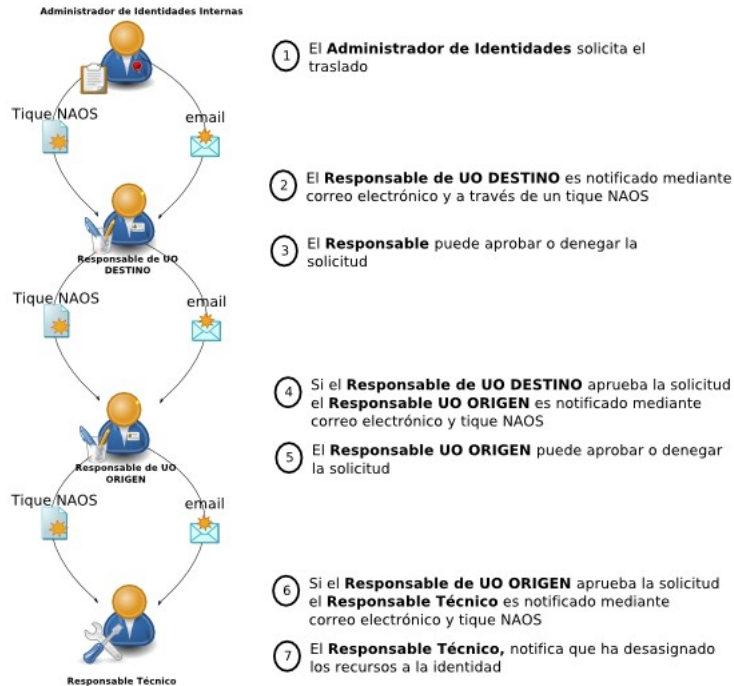 Administrador de Identidades Internas
1 El Administrador de Identidades solicita el
traslado
Tique NAOS
email
2 El Responsable de UO DESTINO es notificado mediante
correo electrónico y a través de un tique NAOS
3 El Responsable puede aprobar o denegar la
solicitud
Responsable de UO
DESTINO
Tique NAOS
email
4 Si el Responsable de UO DESTINO aprueba la solicitud
el Responsable UO ORIGEN es notificado mediante
correo electrónico y tique NAOS
5 El Responsable UO ORIGEN puede aprobar o denegar
la solicitud
Responsable de UO
ORIGEN
Tique NAOS
email
6 Si el Responsable de UO ORIGEN aprueba la solicitud
el Responsable Técnico es notificado mediante
correo electrónico y tique NAOS
7 El Responsable Técnico, notifica que ha desasignado
los recursos a la identidad
Responsable Técnico